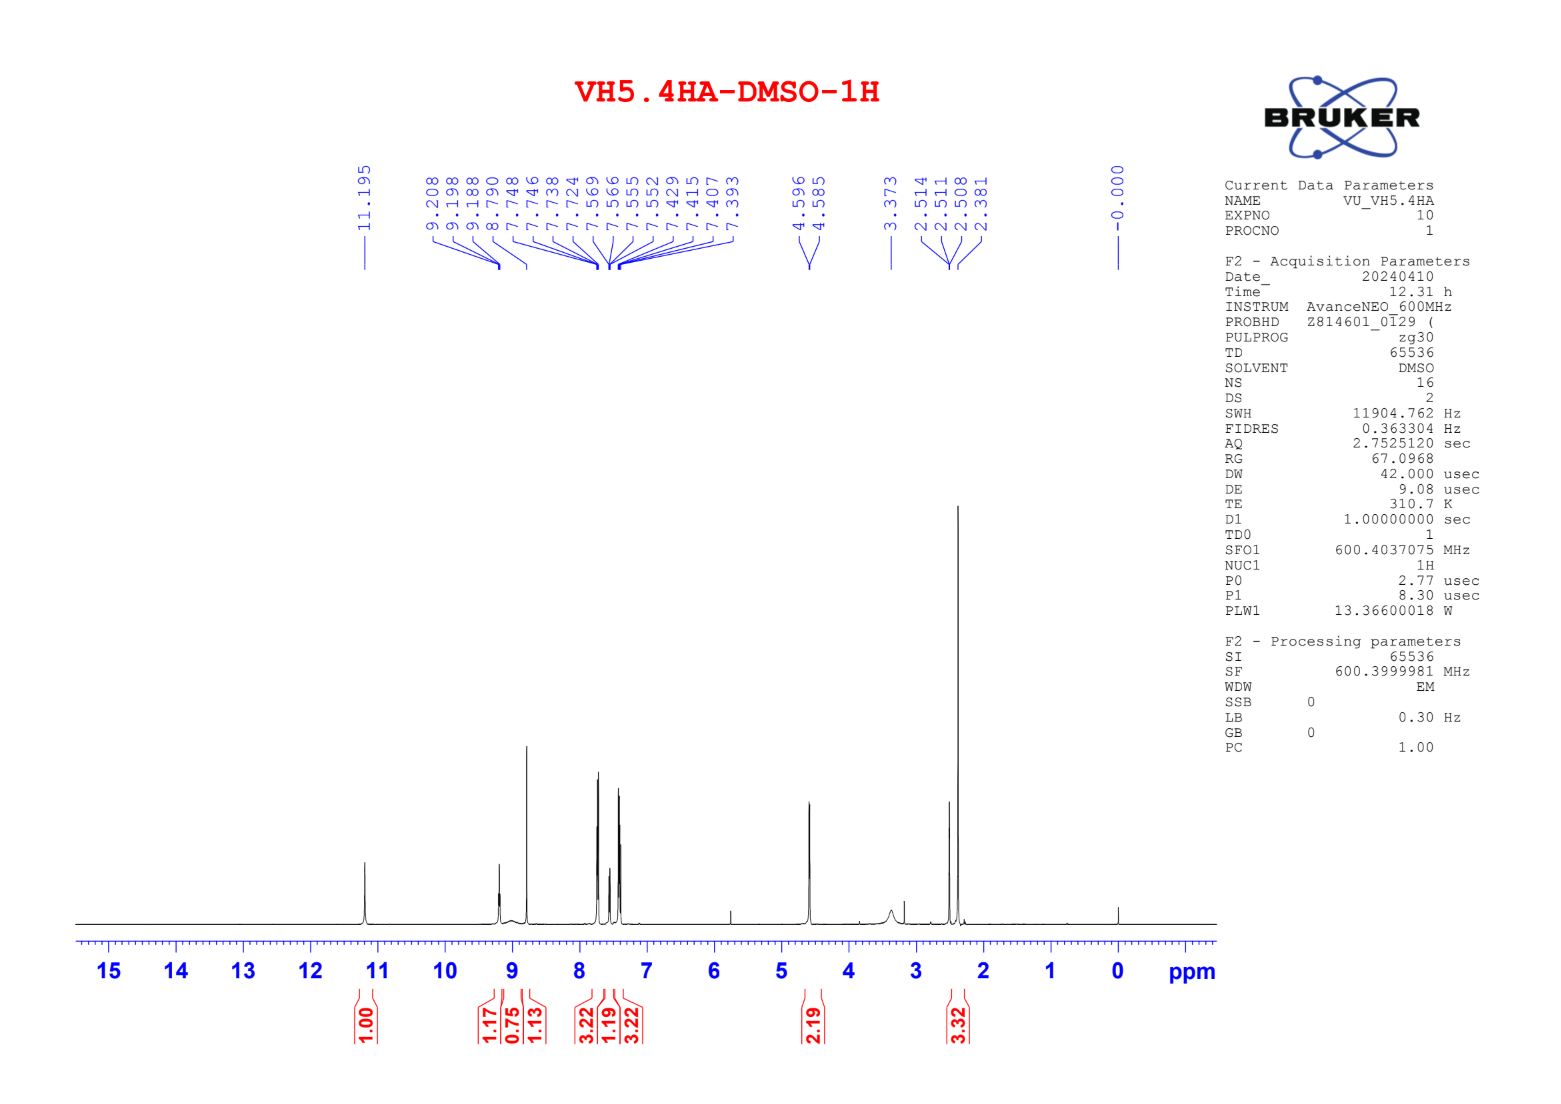 VH5.4HA-DMSO-1H
BRUKER
11.195
9.208
9.198
9.188
8.790
7.748
7.746
7.738
7.724
7.569
7.566
7.555
7.552
7.429
7.415
7.407
7.393
4.596
4.585
3.373
2.514
2.511
2.508
2.381
-0.000
Current Data Parameters
NAME VU_VH5.4HA
EXPNO 10
PROCNO 1
F2 - Acquisition Parameters
Date_ 20240410
Time 12.31 h
INSTRUM AvanceNEO_600MHz
PROBHD Z814601_0129 (
PULPROG zg30
TD 65536
SOLVENT DMSO
NS 16
DS 2
SWH 11904.762 Hz
FIDRES 0.363304 Hz
AQ 2.7525120 sec
RG 67.0968
DW 42.000 usec
DE 9.08 usec
TE 310.7 K
D1 1.00000000 sec
TD0 1
SFO1 600.4037075 MHz
NUC1 1H
P0 2.77 usec
P1 8.30 usec
PLW1 13.36600018 W
F2 - Processing parameters
SI 65536
SF 600.3999981 MHz
WDW EM
SSB 0
LB 0.30 Hz
GB 0
PC 1.00
15 14 13 12 11 10 9 8 7 6 5 4 3 2 1 0 ppm
1.00
1.17
0.75
1.13
3.22
1.19
3.22
2.19
3.32